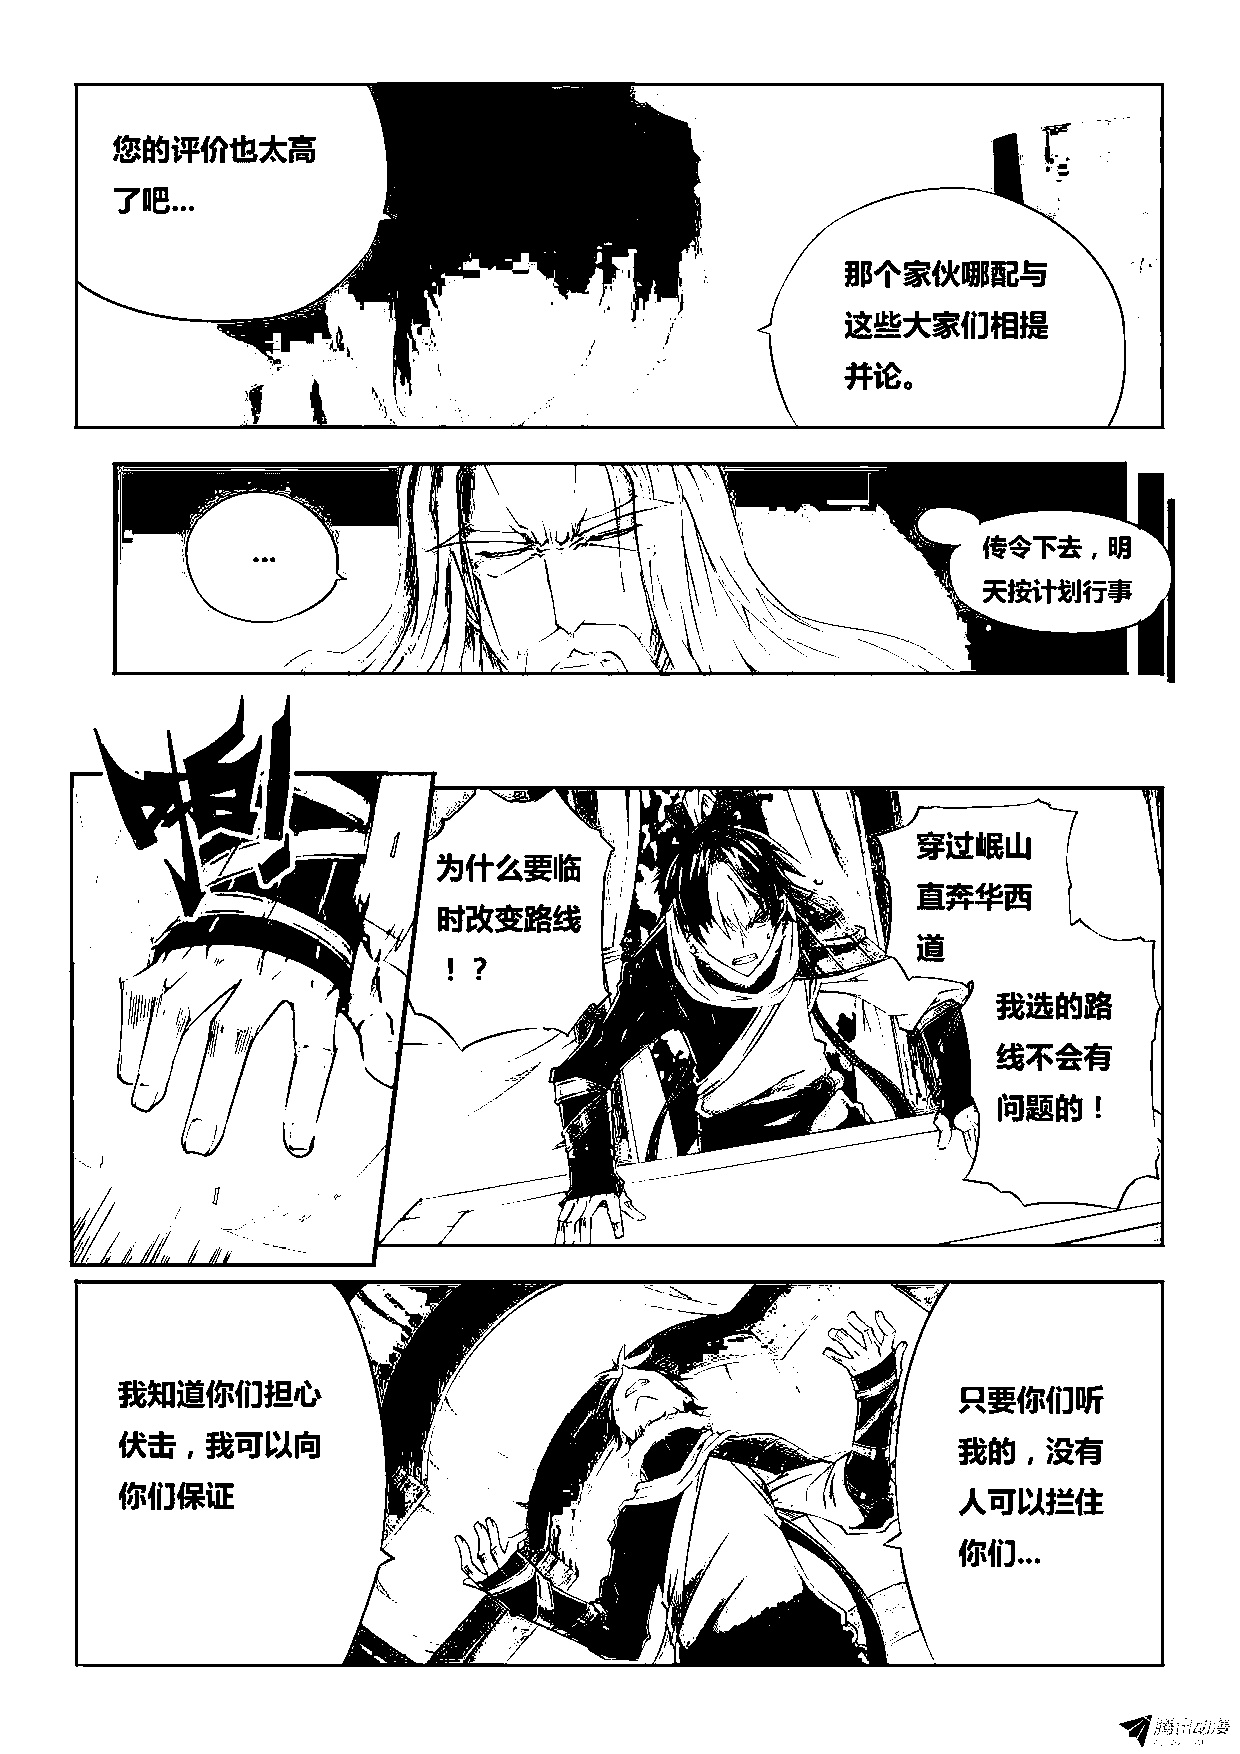 您的评价也太高
了吧...
那个家伙哪配与
这些大家们相提
并论。
...
传令下去，明
天按计划行事
啪！
为什么要临
时改变路线
！？
穿过岷山
直奔华西
道
我选的路
线不会有
问题的！
我知道你们担心
伏击，我可以向
你们保证
只要你们听
我的，没有
人可以拦住
你们...
腾讯动漫